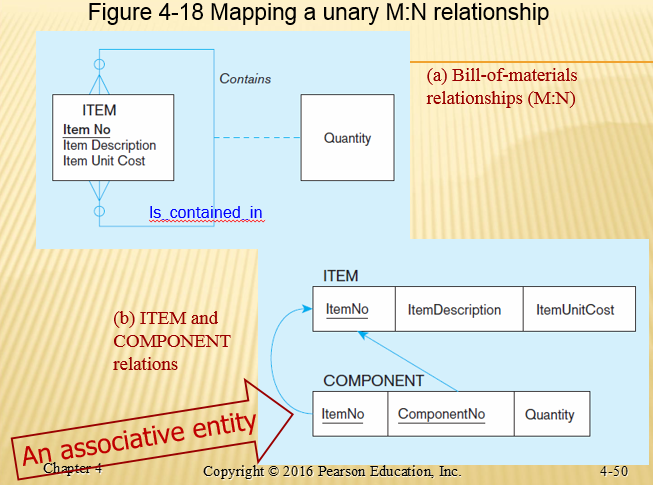 Figure 4-18 Mapping a unary M:N relationship
Contains
(a) Bill-of-materials
relationships (M:N)
ITEM
Item No
Item Description
Item Unit Cost
Quantity
Is_contained_in
ITEM
ItemNo ItemDescription ItemUnitCost
(b) ITEM and
COMPONENT
relations
COMPONENT
ItemNo ComponentNo Quantity
An associative entity
Chapter 4
Copyright © 2016 Pearson Education, Inc.
4-50